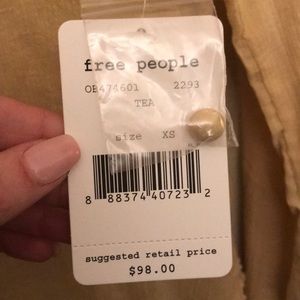 free people
OB474601 2293
TEA
size XS
8 88374 40723 2
suggested retail price
$98.00